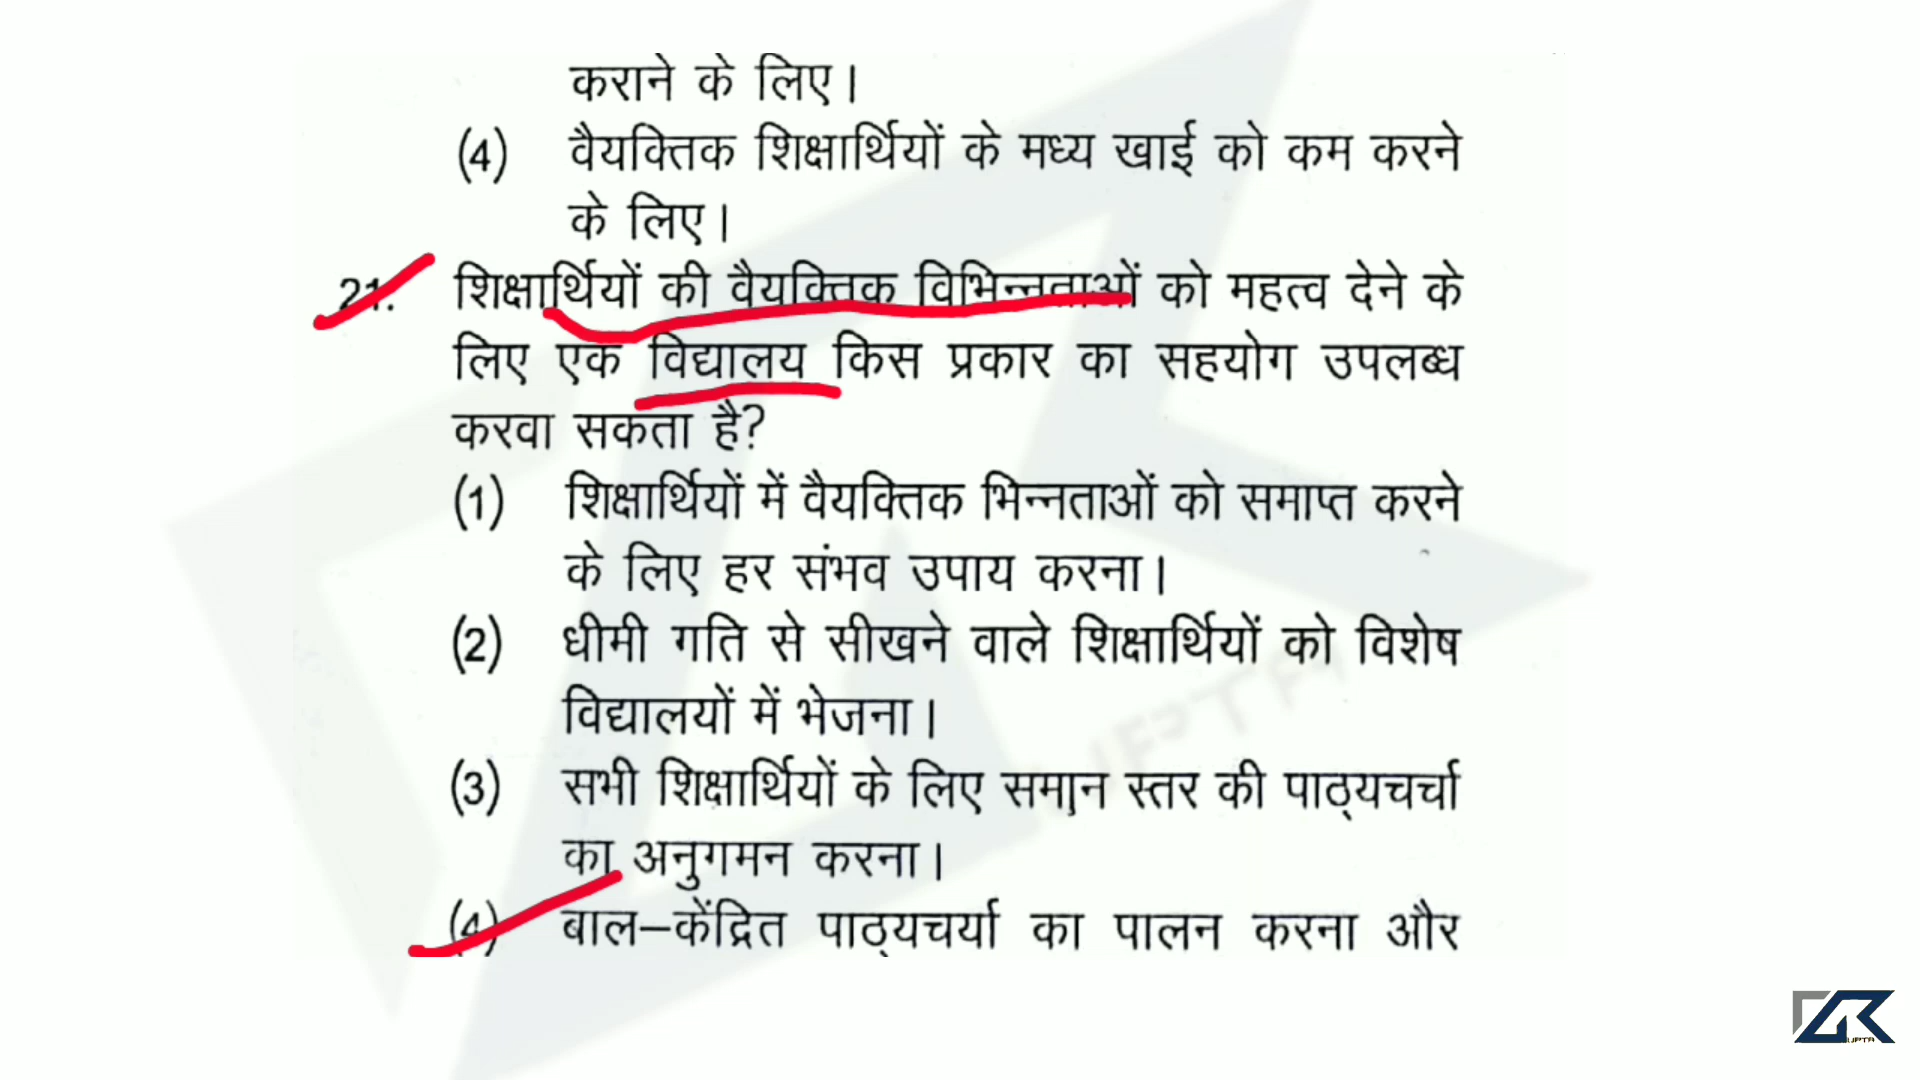 कराने के लिए।
(4) वैयक्तिक शिक्षार्थियों के मध्य खाई को कम करने
के लिए।
21. शिक्षार्थियों की वैयक्तिक विभिन्नताओं को महत्व देने के
लिए एक विद्यालय किस प्रकार का सहयोग उपलब्ध
करवा सकता है?
(1) शिक्षार्थियों में वैयक्तिक भिन्नताओं को समाप्त करने
के लिए हर संभव उपाय करना।
(2) धीमी गति से सीखने वाले शिक्षार्थियों को विशेष
विद्यालयों में भेजना।
(3) सभी शिक्षार्थियों के लिए समान स्तर की पाठ्यचर्चा
का अनुगमन करना।
(4) बाल–केंद्रित पाठ्यचर्या का पालन करना और
UPTA